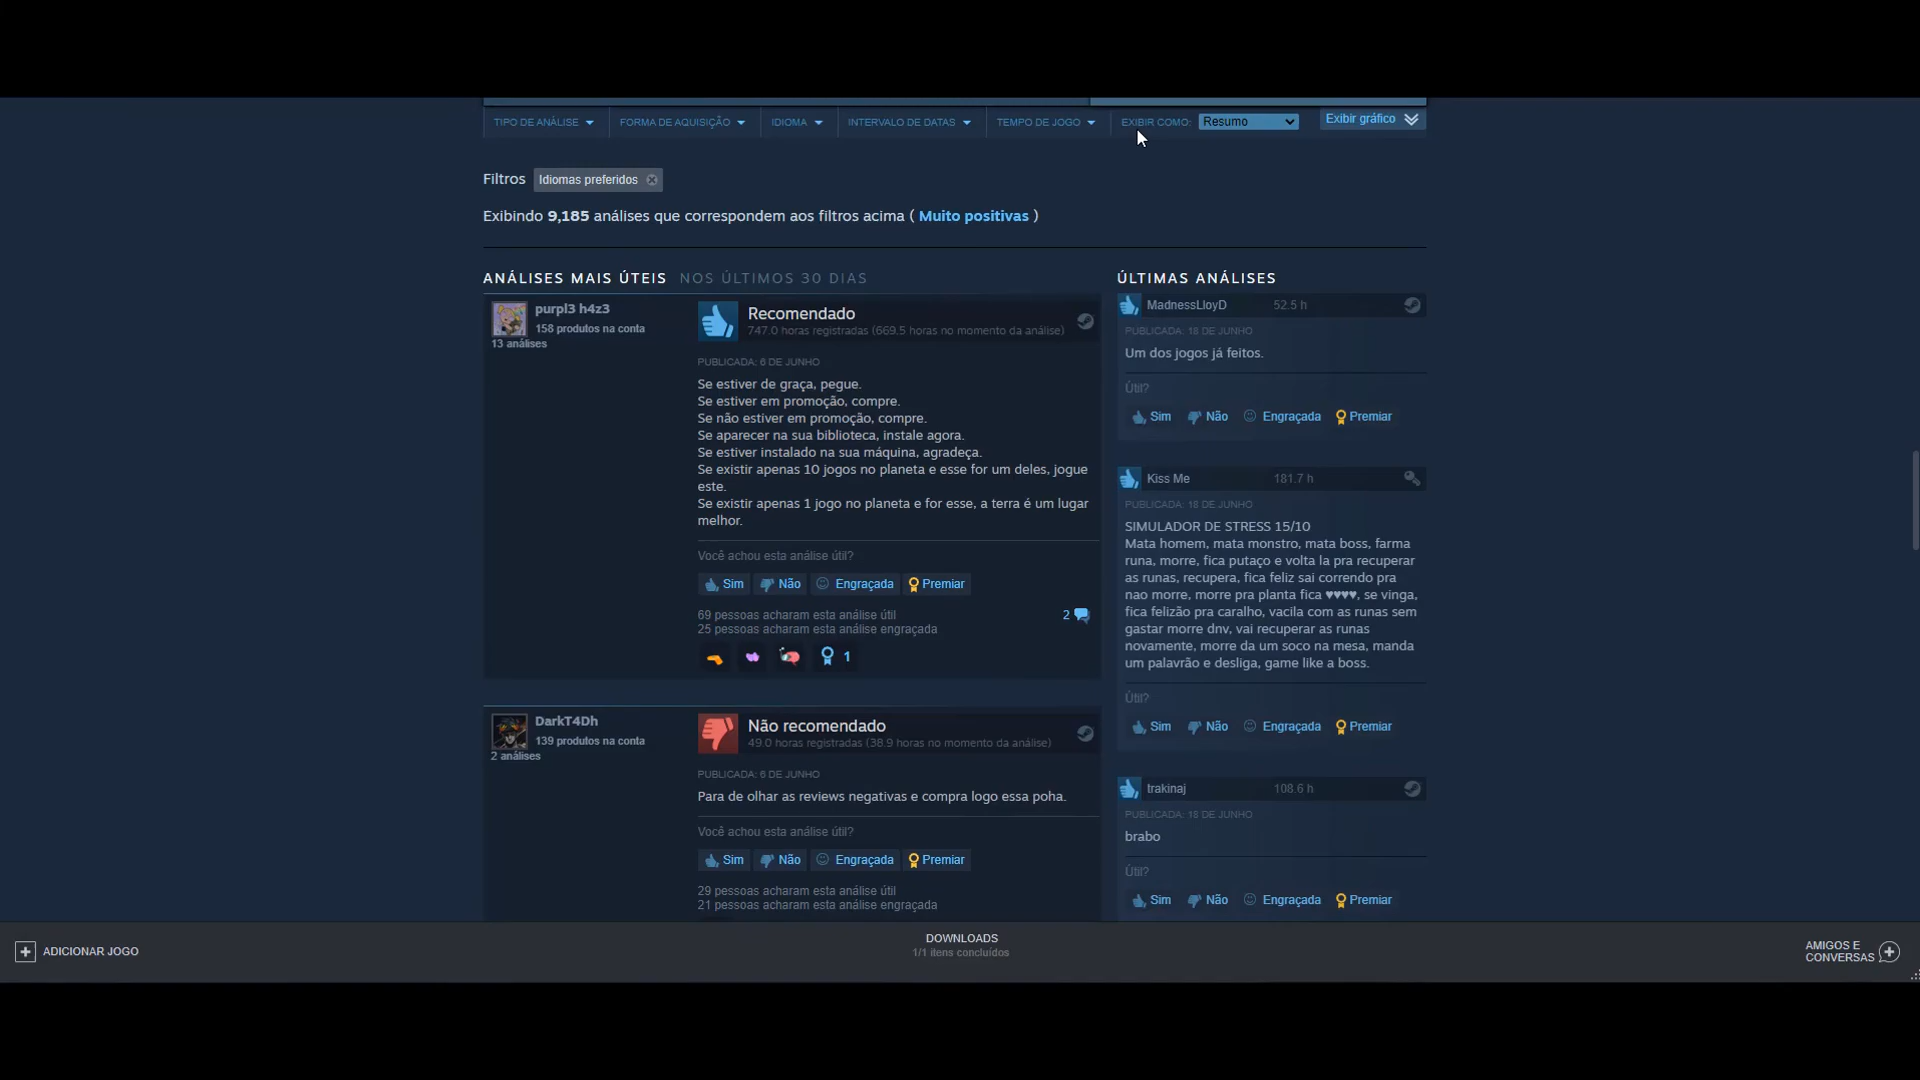 TIPO DE ANÁLISE
FORMA DE AQUISIÇÃO
IDIOMA
INTERVALO DE DATAS
TEMPO DE JOGO
EXIBIR COMO:
Resumo
Exibir gráfico
Filtros
Idiomas preferidos
Exibindo 9,185 análises que correspondem aos filtros acima ( Muito positivas )
ANÁLISES MAIS ÚTEIS
NOS ÚLTIMOS 30 DIAS
purpl3 h4z3
158 produtos na conta
13 análises
Recomendado
747.0 horas registradas (669.5 horas no momento da análise)
PUBLICADA: 6 DE JUNHO
Se estiver de graça, pegue.
Se estiver em promoção, compre.
Se não estiver em promoção, compre.
Se aparecer na sua biblioteca, instale agora.
Se estiver instalado na sua máquina, agradeça.
Se existir apenas 10 jogos no planeta e esse for um deles, jogue
este.
Se existir apenas 1 jogo no planeta e for esse, a terra é um lugar
melhor.
Você achou esta análise útil?
Sim
Não
Engraçada
Premiar
69 pessoas acharam esta análise útil
25 pessoas acharam esta análise engraçada
2
1
DarkT4Dh
139 produtos na conta
2 análises
Não recomendado
49.0 horas registradas (38.9 horas no momento da análise)
PUBLICADA: 6 DE JUNHO
Para de olhar as reviews negativas e compra logo essa poha.
Você achou esta análise útil?
Sim
Não
Engraçada
Premiar
29 pessoas acharam esta análise útil
21 pessoas acharam esta análise engraçada
ÚLTIMAS ANÁLISES
MadnessLloyD
52.5 h
PUBLICADA: 18 DE JUNHO
Um dos jogos já feitos.
Útil?
Sim
Não
Engraçada
Premiar
Kiss Me
181.7 h
PUBLICADA: 18 DE JUNHO
SIMULADOR DE STRESS 15/10
Mata homem, mata monstro, mata boss, farma
runa, morre, fica putaço e volta la pra recuperar
as runas, recupera, fica feliz sai correndo pra
nao morre, morre pra planta fica ♥♥♥♥, se vinga,
fica felizão pra caralho, vacila com as runas sem
gastar morre dnv, vai recuperar as runas
novamente, morre da um soco na mesa, manda
um palavrão e desliga, game like a boss.
Útil?
Sim
Não
Engraçada
Premiar
trakinaj
108.6 h
PUBLICADA: 18 DE JUNHO
brabo
Útil?
Sim
Não
Engraçada
Premiar
ADICIONAR JOGO
DOWNLOADS
1/1 itens concluídos
AMIGOS E
CONVERSAS